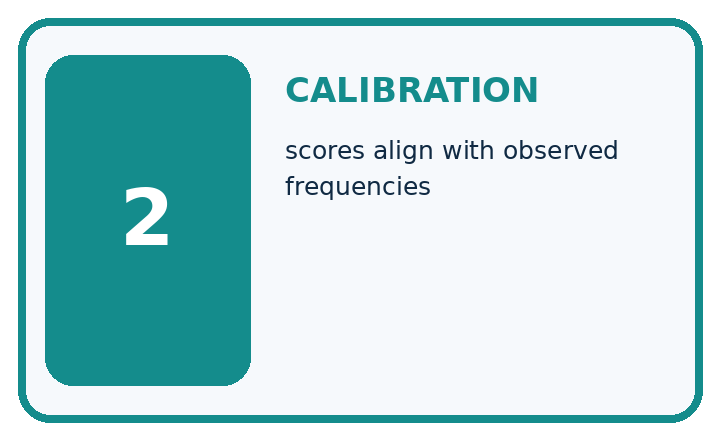 2
CALIBRATION
scores align with observed
frequencies